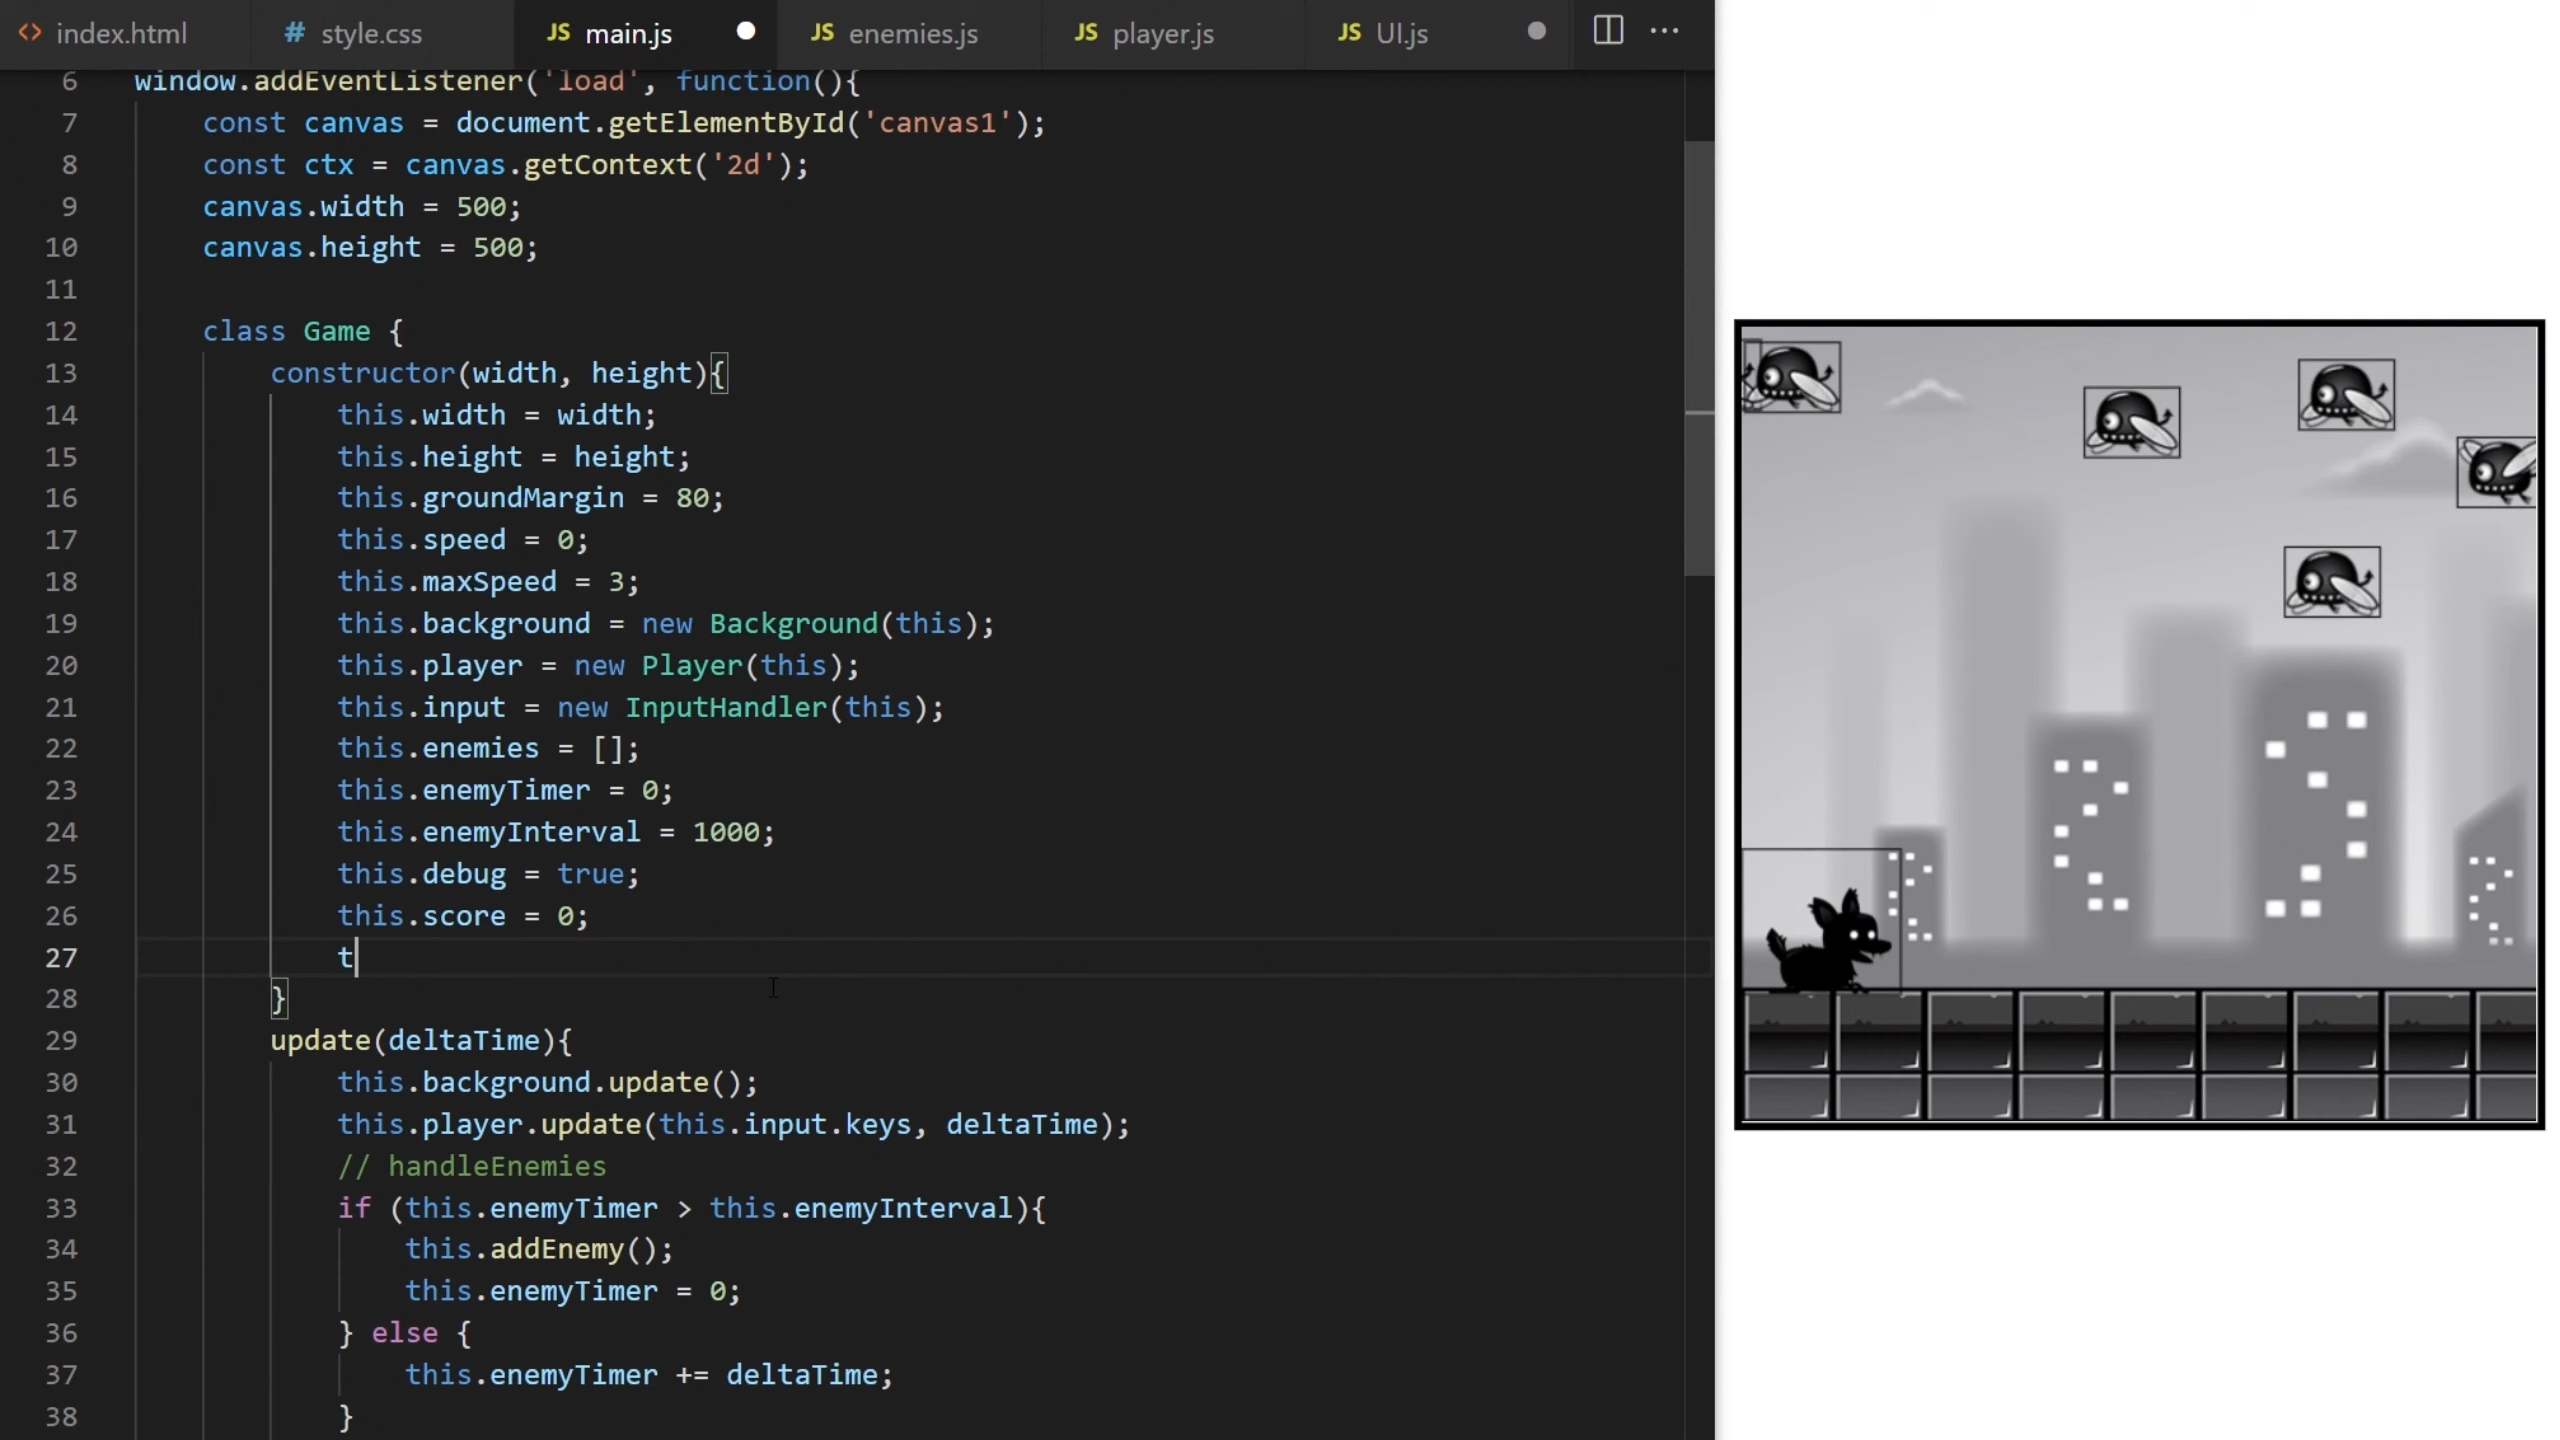 <> index.html # style.css JS main.js JS enemies.js JS player.js JS UI.js ...
6 window.addEventListener('load', function(){
7 const canvas = document.getElementById('canvas1');
8 const ctx = canvas.getContext('2d');
9 canvas.width = 500;
10 canvas.height = 500;
11
12 class Game {
13 constructor(width, height){
14 this.width = width;
15 this.height = height;
16 this.groundMargin = 80;
17 this.speed = 0;
18 this.maxSpeed = 3;
19 this.background = new Background(this);
20 this.player = new Player(this);
21 this.input = new InputHandler(this);
22 this.enemies = [];
23 this.enemyTimer = 0;
24 this.enemyInterval = 1000;
25 this.debug = true;
26 this.score = 0;
27 t
28 }
29 update(deltaTime){
30 this.background.update();
31 this.player.update(this.input.keys, deltaTime);
32 // handleEnemies
33 if (this.enemyTimer > this.enemyInterval){
34 this.addEnemy();
35 this.enemyTimer = 0;
36 } else {
37 this.enemyTimer += deltaTime;
38 }